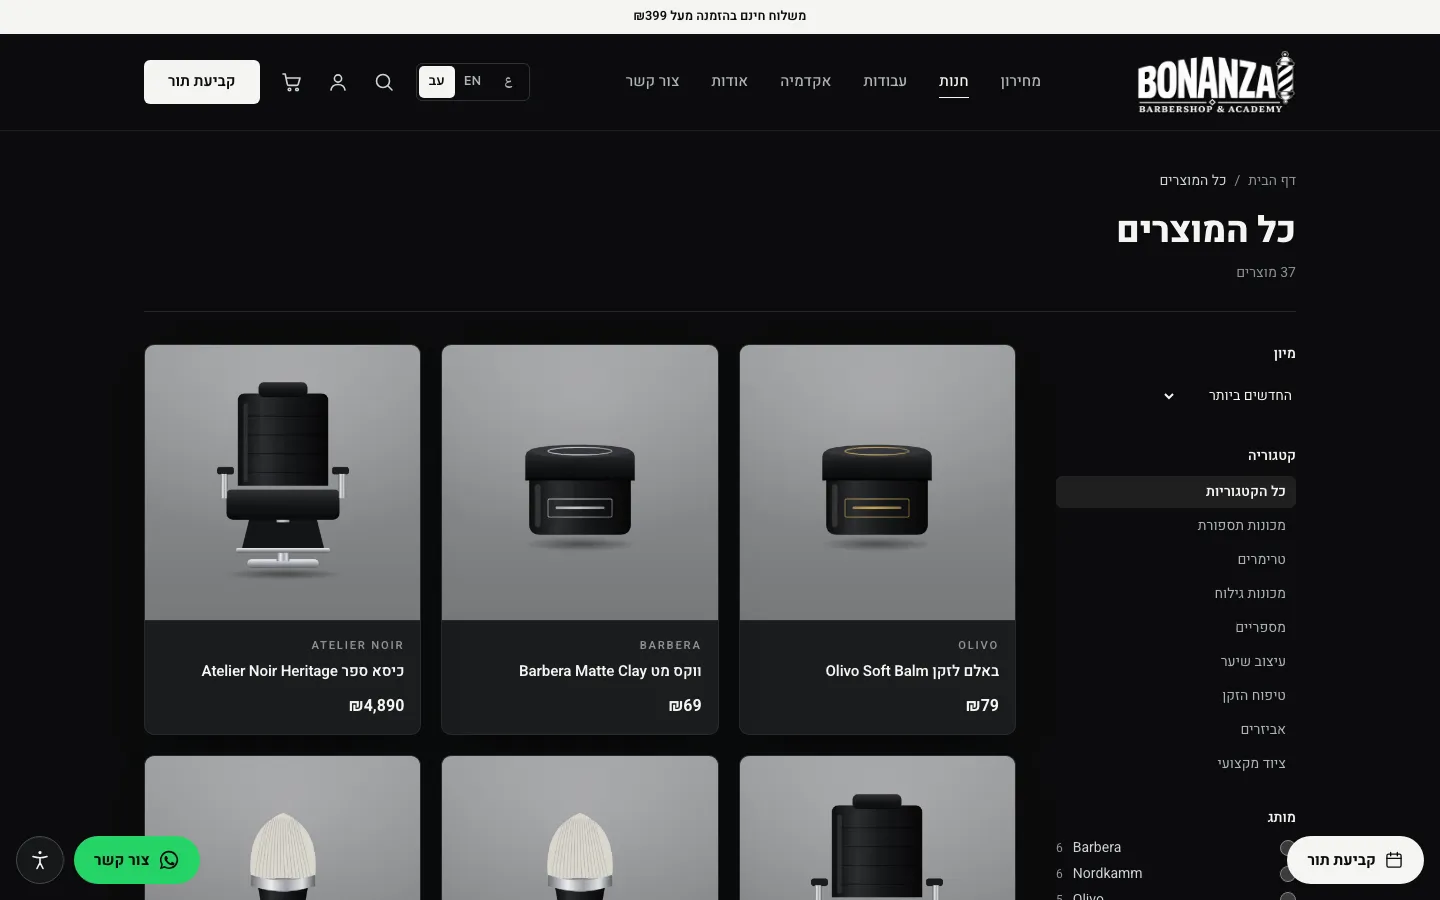 משלוח חינם בהזמנה מעל 399₪
BONANZA
BARBERSHOP & ACADEMY
מחירון
חנות
עבודות
אקדמיה
אודות
צור קשר
ع
EN
עב
קביעת תור
דף הבית / כל המוצרים
כל המוצרים
37 מוצרים
מיון
החדשים ביותר
קטגוריה
כל הקטגוריות
מכונות תספורת
טרימרים
מכונות גילוח
מספריים
עיצוב שיער
טיפוח הזקן
אביזרים
ציוד מקצועי
מותג
Barbera 6
Nordkamm 6
Olivo 5
OLIVO
באלם לזקן Olivo Soft Balm
79₪
BARBERA
ווקס מט Barbera Matte Clay
69₪
ATELIER NOIR
כיסא ספר Atelier Noir Heritage
4,890₪
קביעת תור
צור קשר